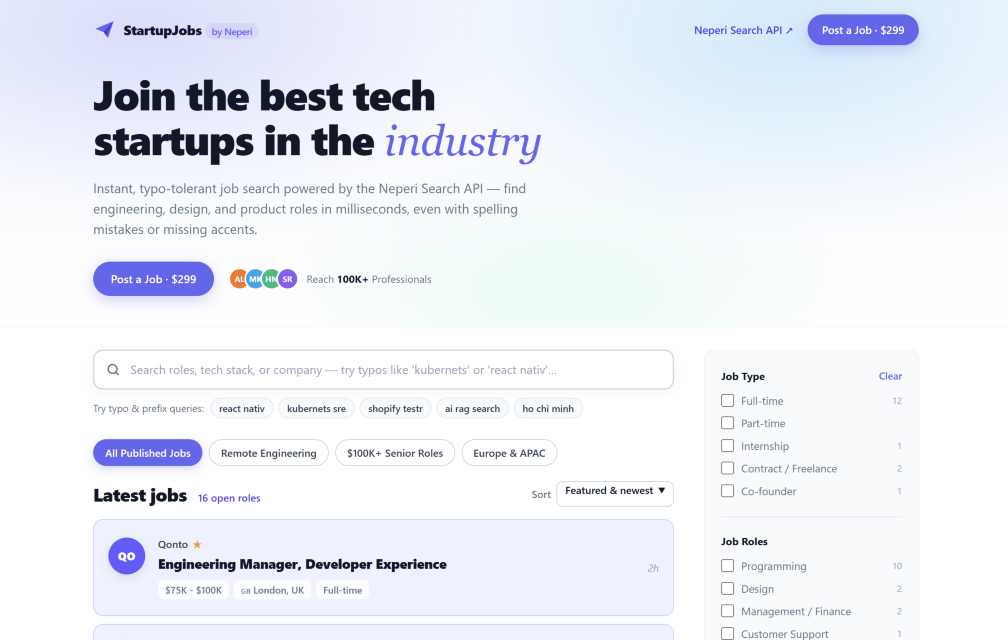 StartupJobs by Neperi
Neperi Search API ↗
Post a Job · $299
Join the best tech
startups in the industry
Instant, typo-tolerant job search powered by the Neperi Search API — find
engineering, design, and product roles in milliseconds, even with spelling
mistakes or missing accents.
Post a Job · $299
AL MK HN SR Reach 100K+ Professionals
Search roles, tech stack, or company — try typos like 'kubernets' or 'react nativ'...
Try typo & prefix queries: react nativ kubernets sre shopify testr ai rag search ho chi minh
All Published Jobs Remote Engineering $100K+ Senior Roles Europe & APAC
Latest jobs 16 open roles
Sort Featured & newest ▼
QO
Qonto ★
Engineering Manager, Developer Experience
$75K - $100K GB London, UK Full-time
2h
Job Type Clear
Full-time 12
Part-time
Internship 1
Contract / Freelance 2
Co-founder 1
Job Roles
Programming 10
Design 2
Management / Finance 2
Customer Support 1